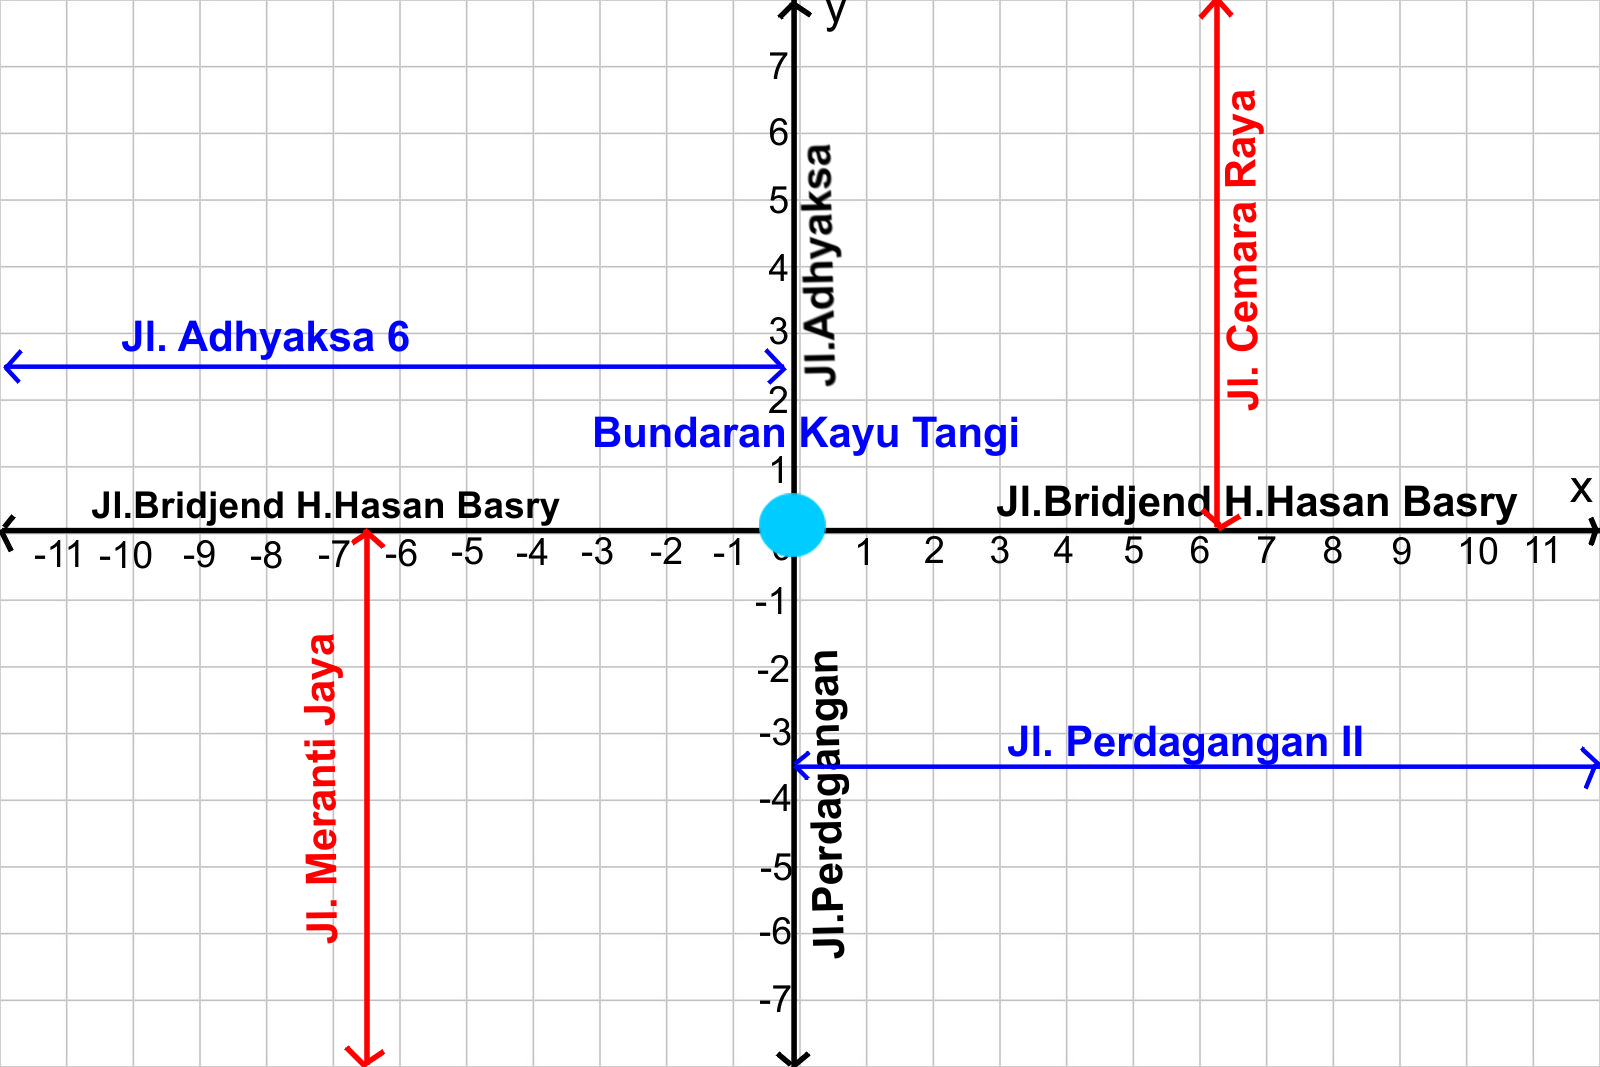 y
7
6
5
4
3
2
1
Jl.Adhyaksa
Jl. Cemara Raya
Jl. Adhyaksa 6
Bundaran Kayu Tangi
Jl.Bridjend H.Hasan Basry
Jl.Bridjend H.Hasan Basry
x
-11 -10 -9 -8 -7 -6 -5 -4 -3 -2 -1 1 2 3 4 5 6 7 8 9 10 11
-1
-2
-3
-4
-5
-6
-7
Jl. Meranti Jaya
Jl.Perdagangan
Jl. Perdagangan II